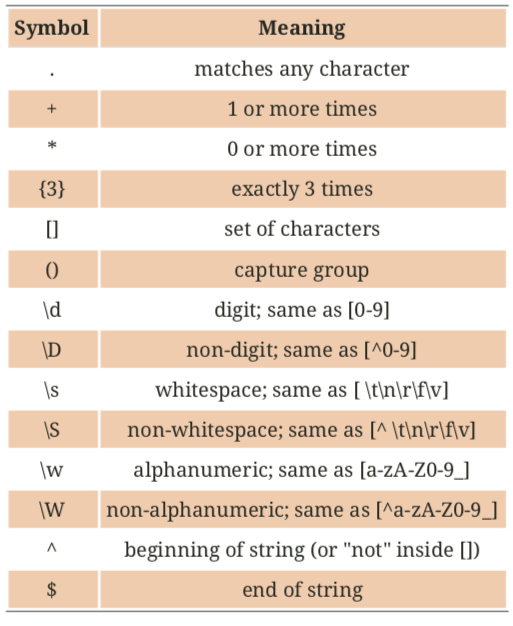 Symbol Meaning
. matches any character
+ 1 or more times
* 0 or more times
{3} exactly 3 times
[] set of characters
() capture group
\d digit; same as [0-9]
\D non-digit; same as [^0-9]
\s whitespace; same as [ \t\n\r\f\v]
\S non-whitespace; same as [^ \t\n\r\f\v]
\w alphanumeric; same as [a-zA-Z0-9_]
\W non-alphanumeric; same as [^a-zA-Z0-9_]
^ beginning of string (or "not" inside [])
$ end of string